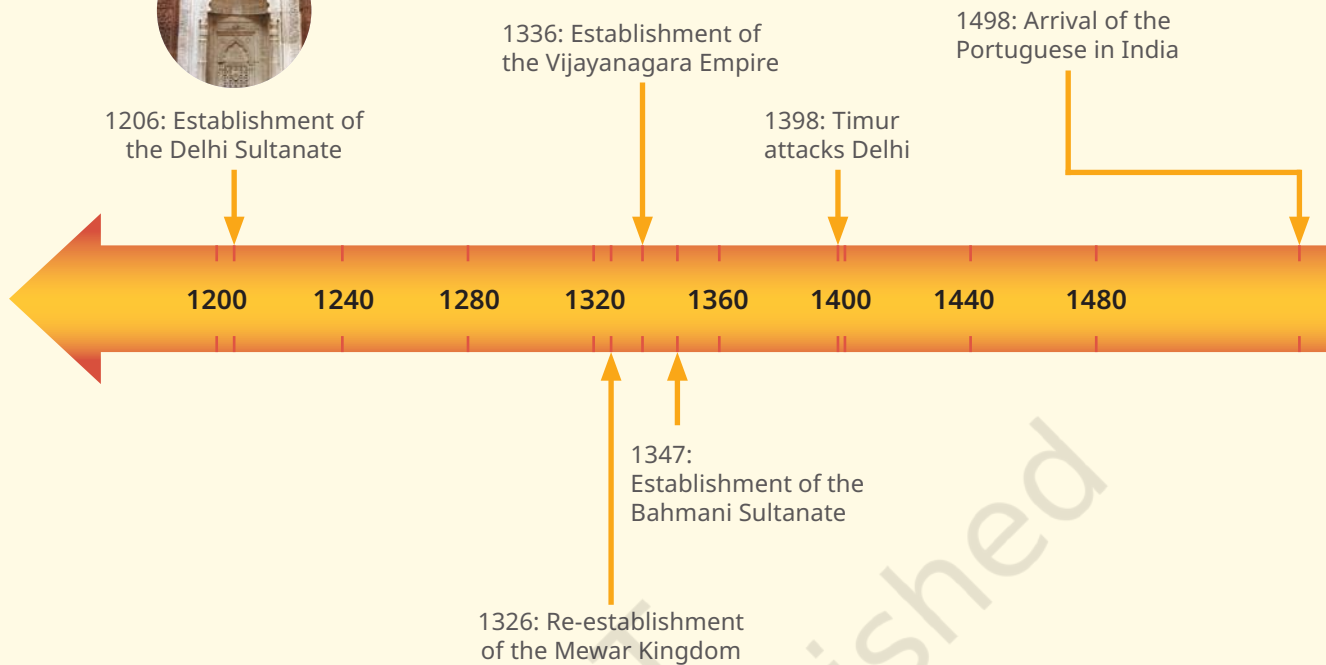 1498: Arrival of the
Portuguese in India
1336: Establishment of
the Vijayanagara Empire
1206: Establishment of
the Delhi Sultanate
1398: Timur
attacks Delhi
1200 1240 1280 1320 1360 1400 1440 1480
1347:
Establishment of the
Bahmani Sultanate
1326: Re-establishment
of the Mewar Kingdom